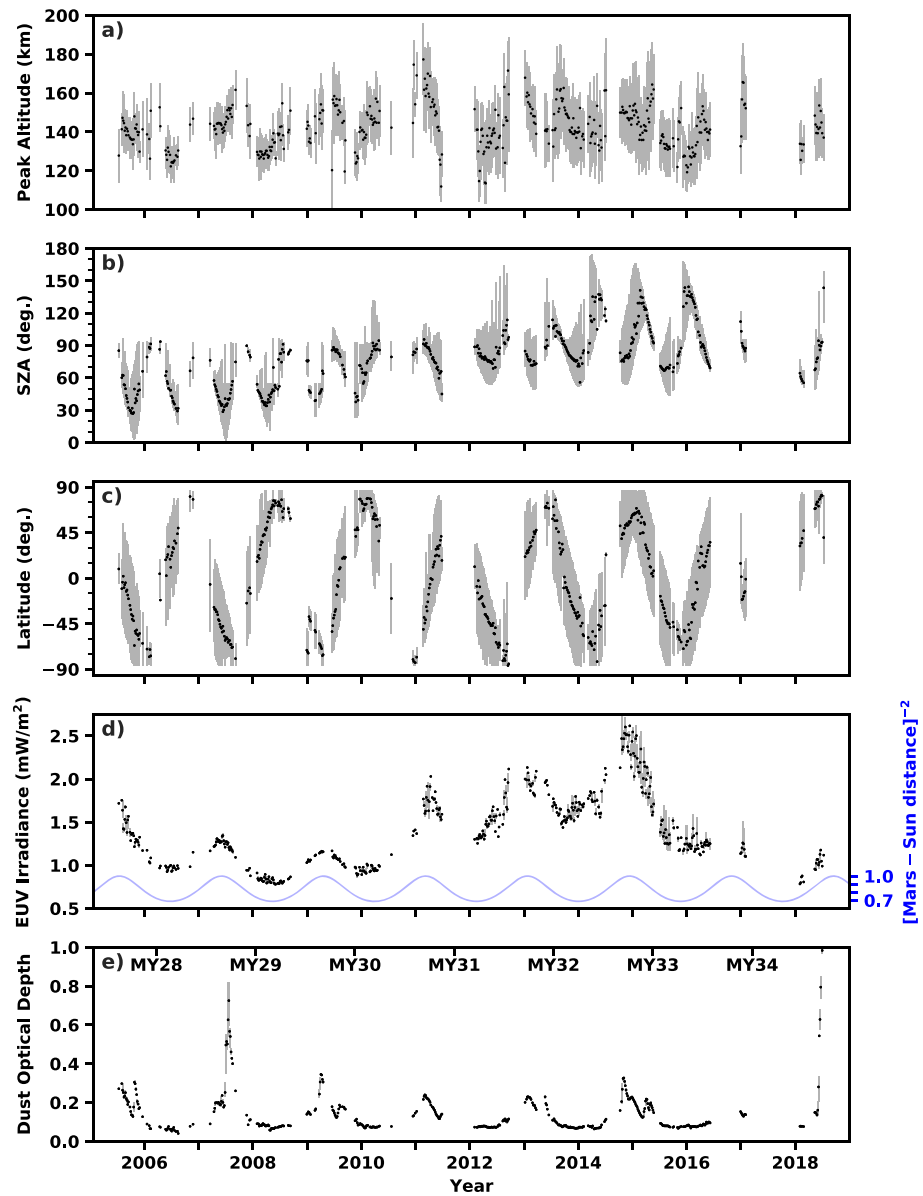 a)
Peak Altitude (km)
200
180
160
140
120
100
b)
SZA (deg.)
180
150
120
90
60
30
0
c)
Latitude (deg.)
90
45
0
−45
−90
d)
EUV Irradiance (mW/m²)
2.5
2.0
1.5
1.0
0.5
[Mars − Sun distance]⁻²
1.0
0.7
e)
MY28 MY29 MY30 MY31 MY32 MY33 MY34
Dust Optical Depth
1.0
0.8
0.6
0.4
0.2
0.0
2006 2008 2010 2012 2014 2016 2018
Year